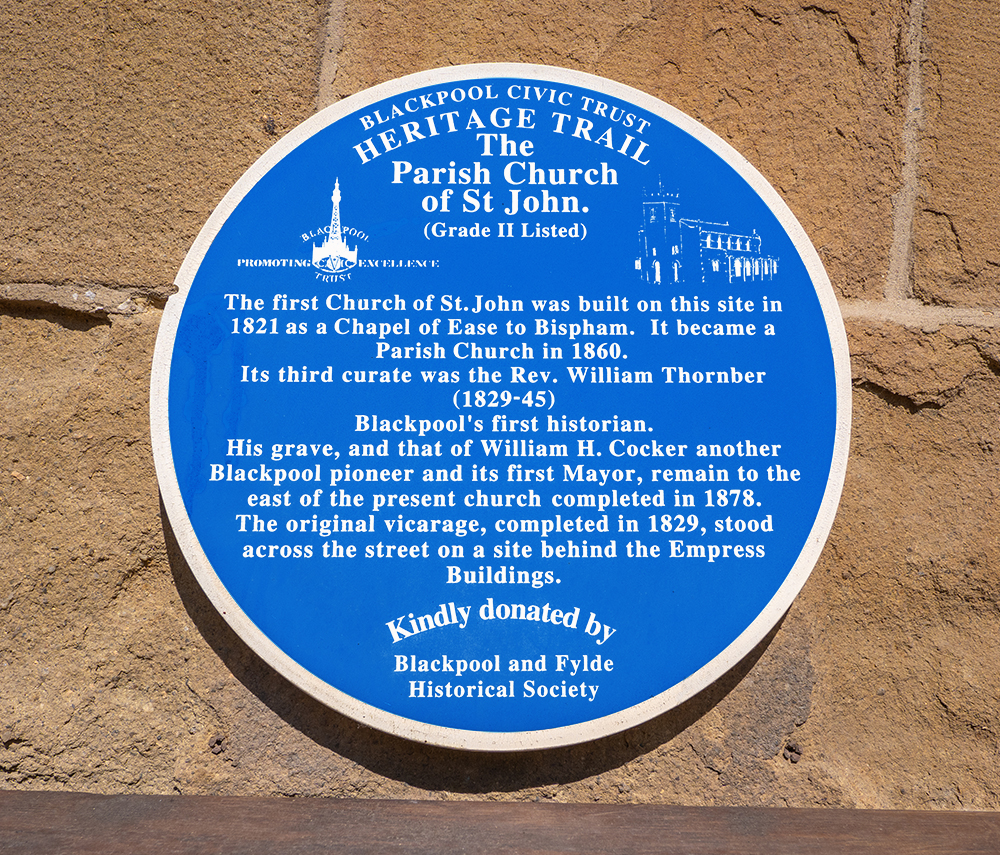 BLACKPOOL CIVIC TRUST
HERITAGE TRAIL
The
Parish Church
of St John.
(Grade II Listed)
BLACKPOOL
PROMOTING CIVIC EXCELLENCE
TRUST
The first Church of St.John was built on this site in
1821 as a Chapel of Ease to Bispham. It became a
Parish Church in 1860.
Its third curate was the Rev. William Thornber
(1829-45)
Blackpool's first historian.
His grave, and that of William H. Cocker another
Blackpool pioneer and its first Mayor, remain to the
east of the present church completed in 1878.
The original vicarage, completed in 1829, stood
across the street on a site behind the Empress
Buildings.
Kindly donated by
Blackpool and Fylde
Historical Society